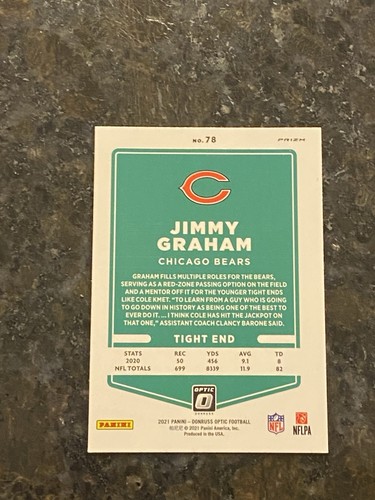 NO. 78 PRIZM
C
JIMMY
GRAHAM
CHICAGO BEARS
GRAHAM FILLS MULTIPLE ROLES FOR THE BEARS,
SERVING AS A RED-ZONE PASSING OPTION ON THE FIELD
AND A MENTOR OFF IT FOR THE YOUNGER TIGHT ENDS
LIKE COLE KMET. "TO LEARN FROM A GUY WHO IS GOING
TO GO DOWN IN HISTORY AS BEING ONE OF THE BEST TO
EVER DO IT. ... I THINK COLE HAS HIT THE JACKPOT ON
THAT ONE," ASSISTANT COACH CLANCY BARONE SAID.
TIGHT END
STATS REC YDS AVG TD
2020 50 456 9.1 8
NFL TOTALS 699 8339 11.9 82
OPTIC
DONRUSS
PANINI
2021 PANINI – DONRUSS OPTIC FOOTBALL
© 2021 Panini America, Inc.
Produced in the USA.
NFL
NFLPA